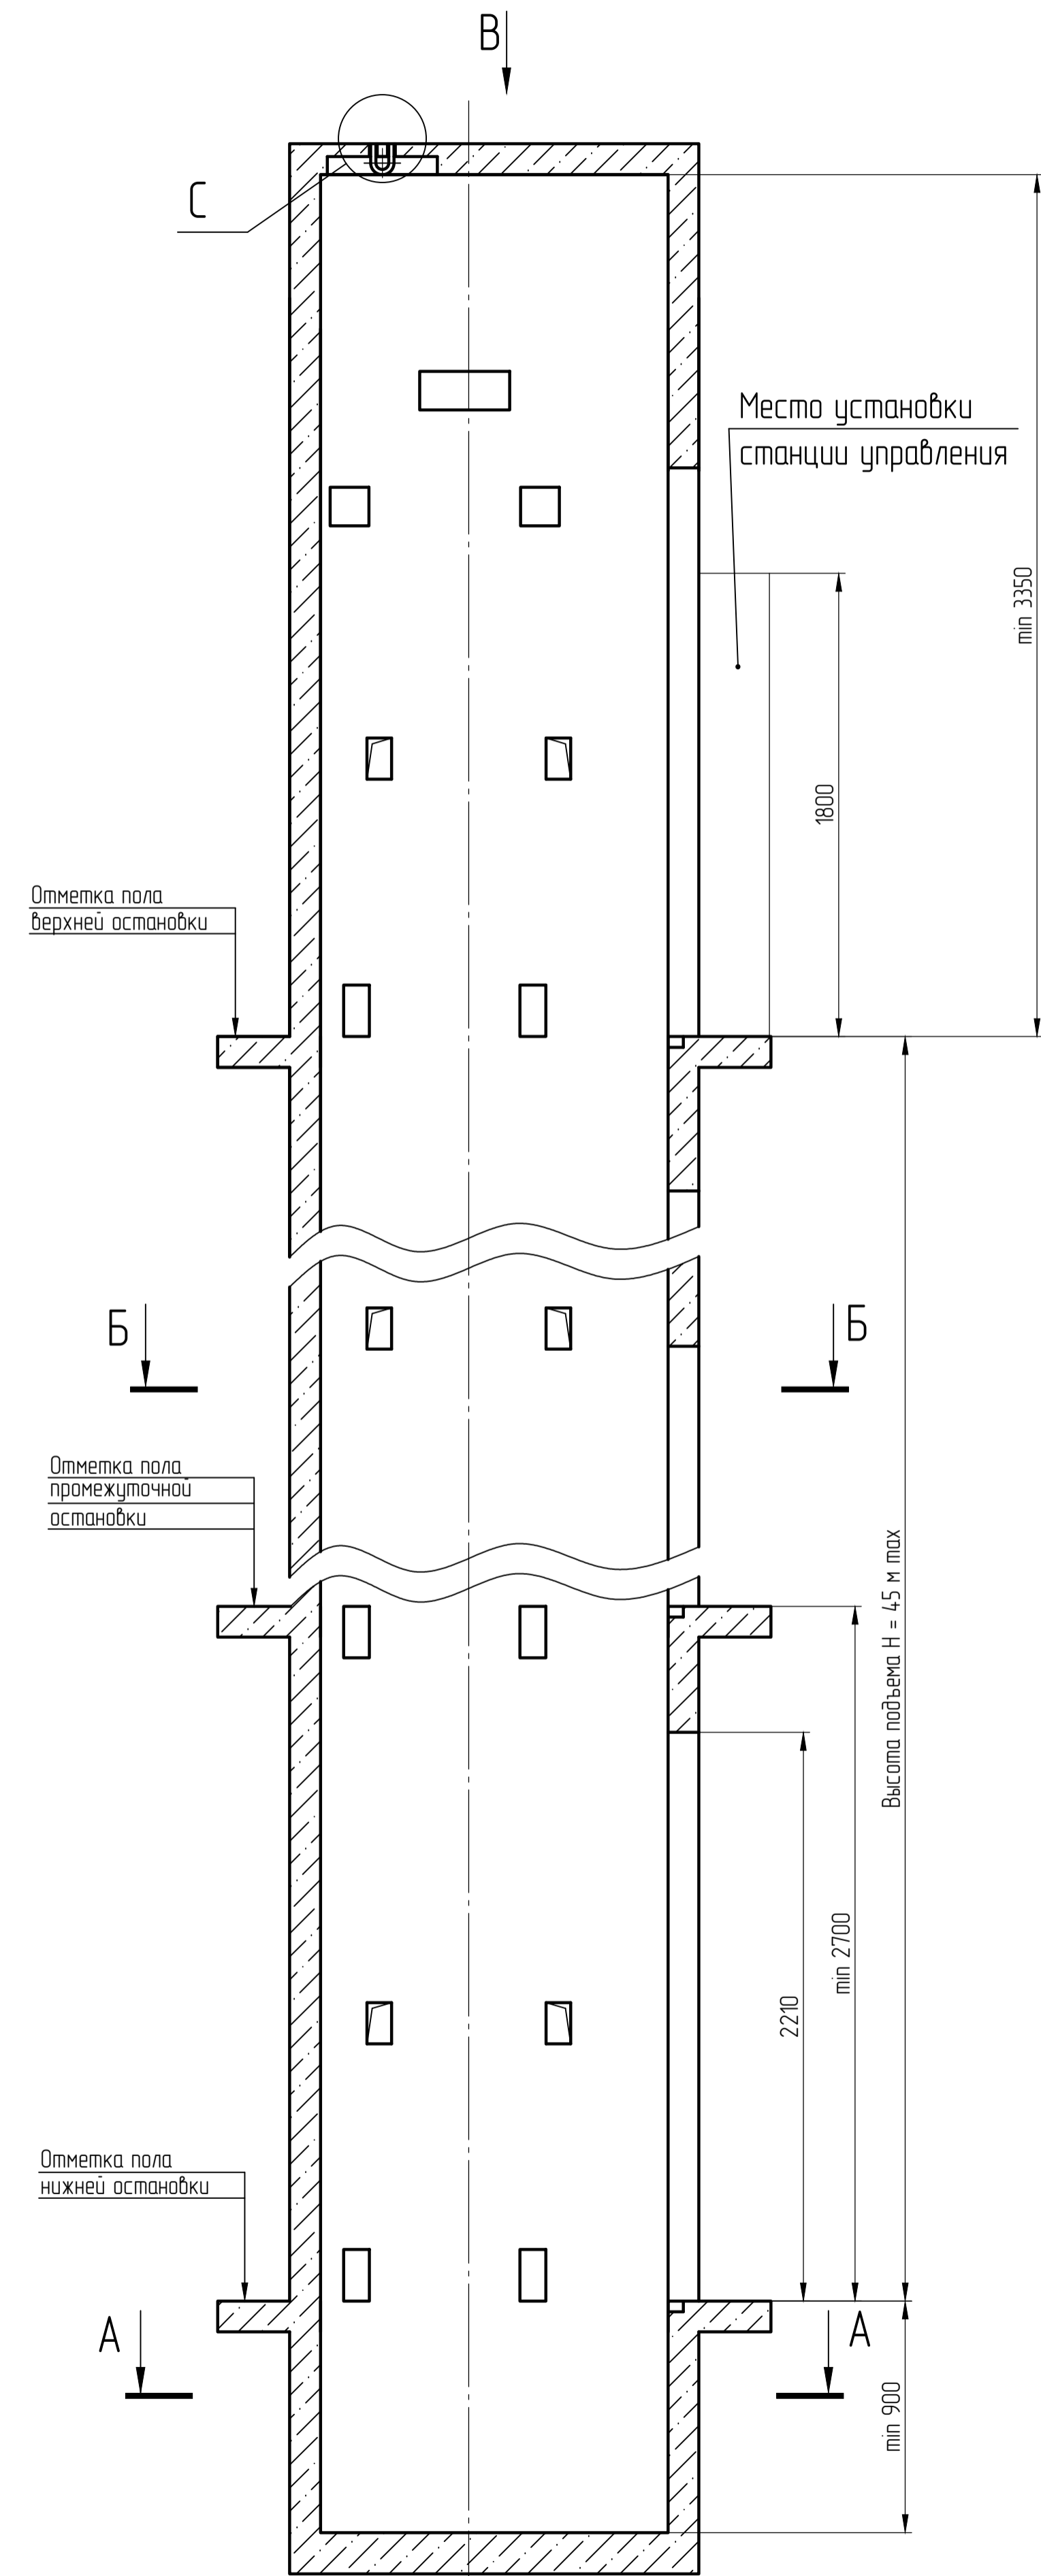 В
С
Место установки
станции управления
min 3350
1800
Отметка пола
верхней остановки
Б
Б
Отметка пола
промежуточной
остановки
Высота подъема Н = 45 м max
min 2700
2210
Отметка пола
нижней остановки
А
А
min 900